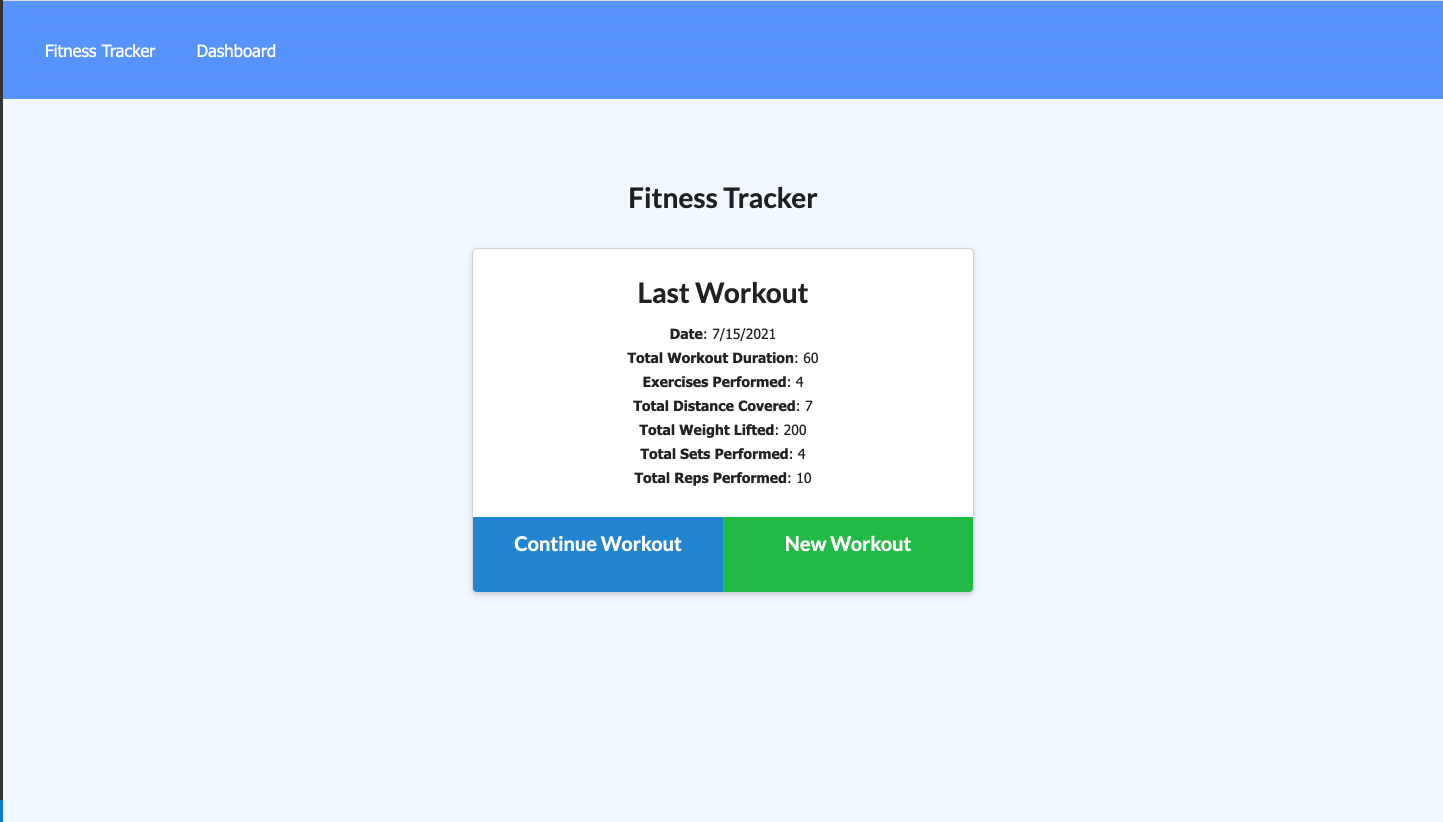 Fitness Tracker Dashboard
Fitness Tracker
Last Workout
Date: 7/15/2021
Total Workout Duration: 60
Exercises Performed: 4
Total Distance Covered: 7
Total Weight Lifted: 200
Total Sets Performed: 4
Total Reps Performed: 10
Continue Workout New Workout